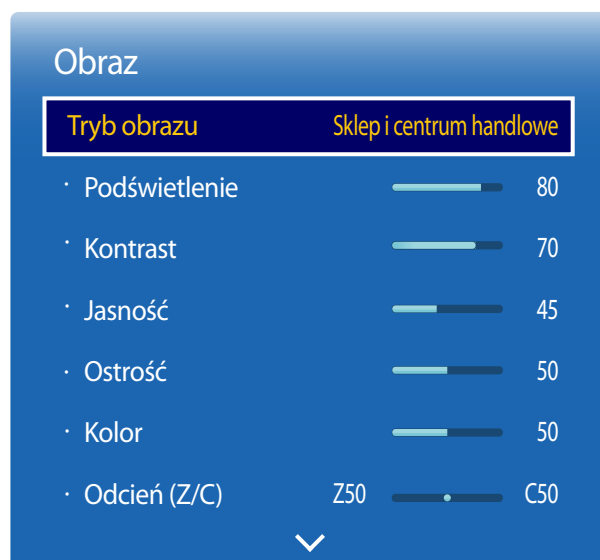 Obraz
Tryb obrazu Sklep i centrum handlowe
· Podświetlenie 80
· Kontrast 70
· Jasność 45
· Ostrość 50
· Kolor 50
· Odcień (Z/C) Z50 C50